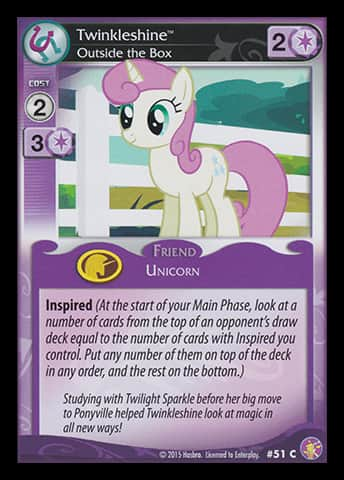 Twinkleshine™
Outside the Box
2
COST
2
3
FRIEND
UNICORN
Inspired (At the start of your Main Phase, look at a
number of cards from the top of an opponent's draw
deck equal to the number of cards with Inspired you
control. Put any number of them on top of the deck
in any order, and the rest on the bottom.)
Studying with Twilight Sparkle before her big move
to Ponyville helped Twinkleshine look at magic in
all new ways!
© 2015 Hasbro. Licensed to Enterplay.
#51 C